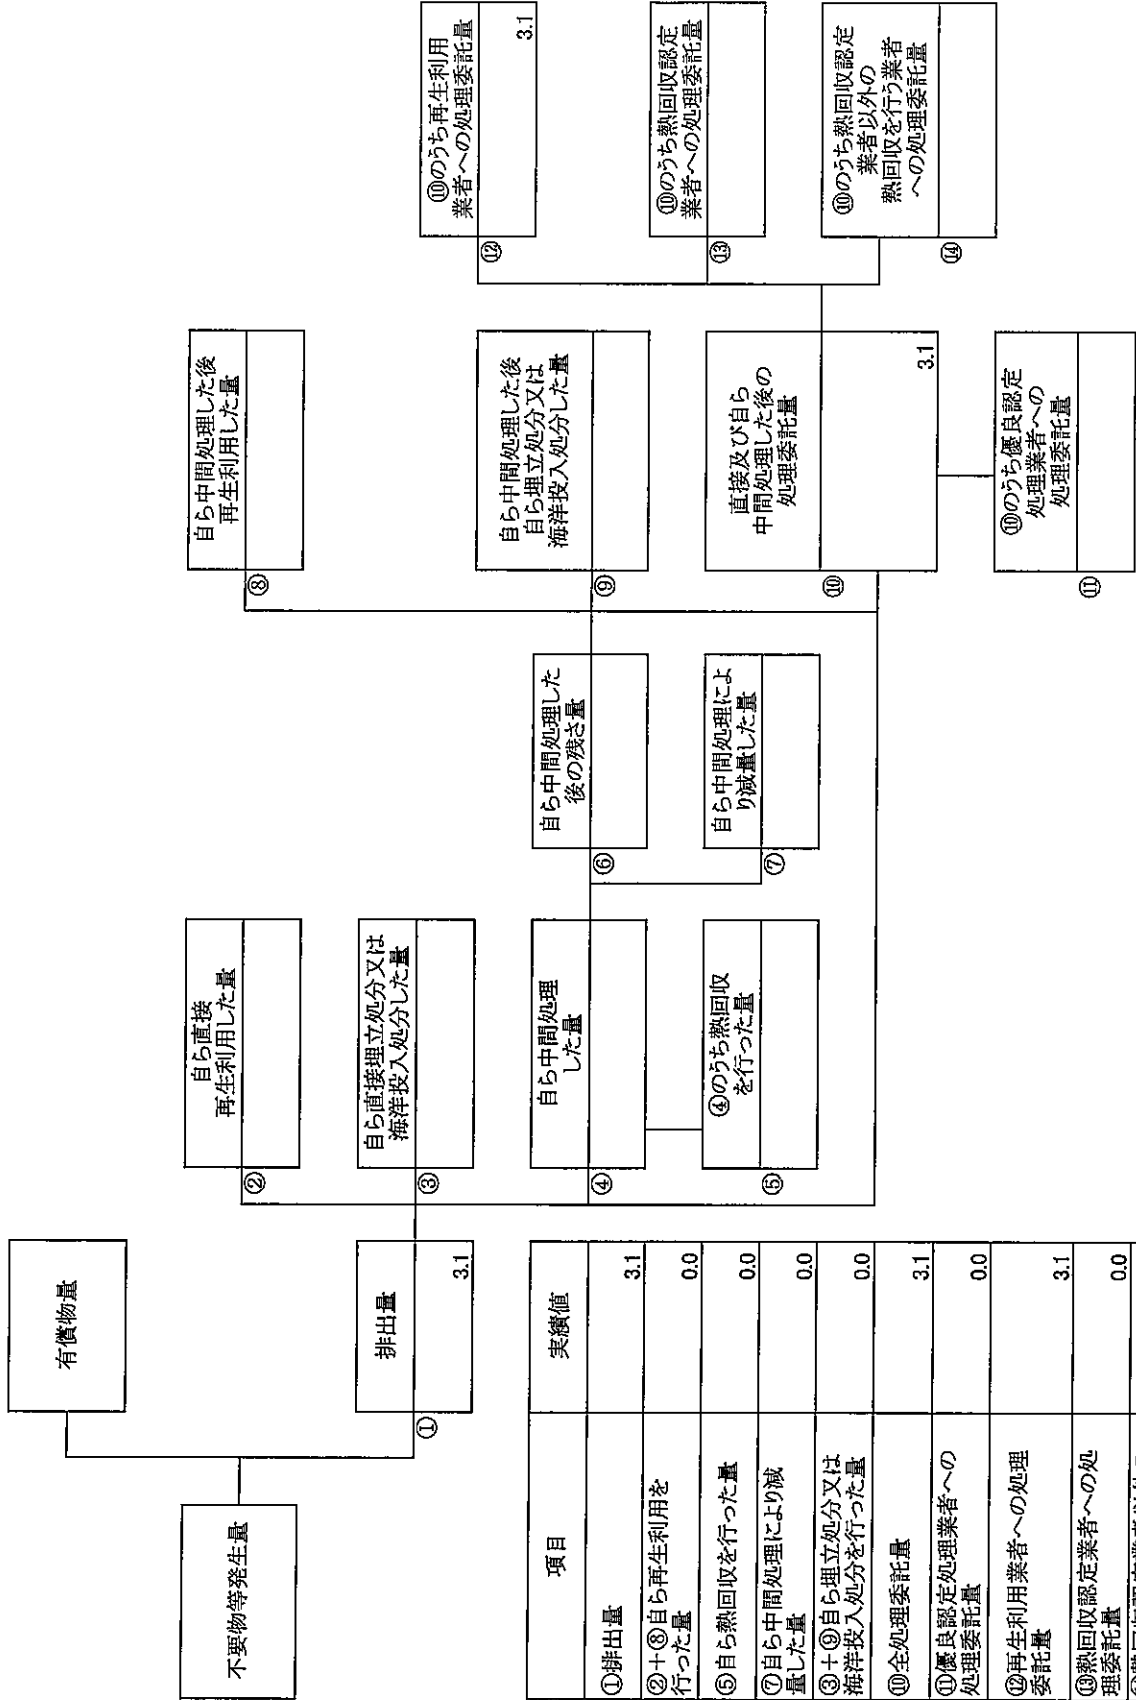 不要物等発生量
有償物量
排出量
①
3.1
自ら直接
再生利用した量
②
自ら直接埋立処分又は
海洋投入処分した量
③
自ら中間処理
した量
④
④のうち熱回収
を行った量
⑤
自ら中間処理した
後の残さ量
⑥
自ら中間処理によ
り減量した量
⑦
自ら中間処理した後
再生利用した量
⑧
自ら中間処理した後
自ら埋立処分又は
海洋投入処分した量
⑨
直接及び自ら
中間処理した後の
処理委託量
⑩
3.1
⑩のうち優良認定
処理業者への
処理委託量
⑪
⑩のうち再生利用
業者への処理委託量
⑫
3.1
⑩のうち熱回収認定
業者への処理委託量
⑬
⑩のうち熱回収認定
業者以外の
熱回収を行う業者
への処理委託量
⑭
項目 実績値
①排出量 3.1
②+⑧自ら再生利用を
行った量 0.0
⑤自ら熱回収を行った量 0.0
⑦自ら中間処理により減
量した量 0.0
③+⑨自ら埋立処分又は
海洋投入処分を行った量 0.0
⑩全処理委託量 3.1
⑪優良認定処理業者への
処理委託量 0.0
⑫再生利用業者への処理
委託量 3.1
⑬熱回収認定業者への処
理委託量 0.0